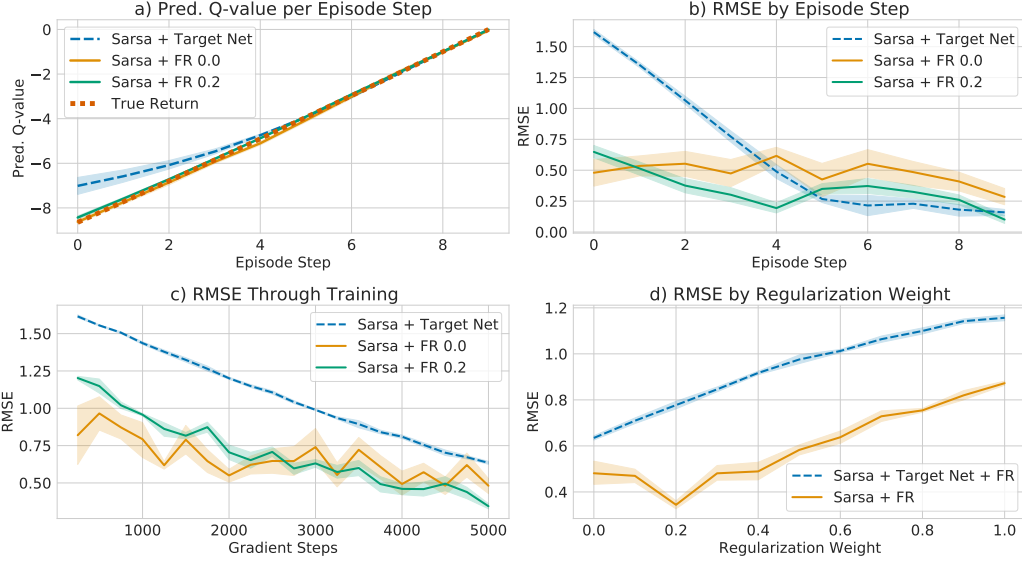 a) Pred. Q-value per Episode Step
Pred. Q-value
0
−2
−4
−6
−8
Sarsa + Target Net
Sarsa + FR 0.0
Sarsa + FR 0.2
True Return
0 2 4 6 8
Episode Step
b) RMSE by Episode Step
RMSE
1.50
1.25
1.00
0.75
0.50
0.25
0.00
Sarsa + Target Net
Sarsa + FR 0.0
Sarsa + FR 0.2
0 2 4 6 8
Episode Step
c) RMSE Through Training
RMSE
1.50
1.25
1.00
0.75
0.50
Sarsa + Target Net
Sarsa + FR 0.0
Sarsa + FR 0.2
1000 2000 3000 4000 5000
Gradient Steps
d) RMSE by Regularization Weight
RMSE
1.2
1.0
0.8
0.6
0.4
Sarsa + Target Net + FR
Sarsa + FR
0.0 0.2 0.4 0.6 0.8 1.0
Regularization Weight